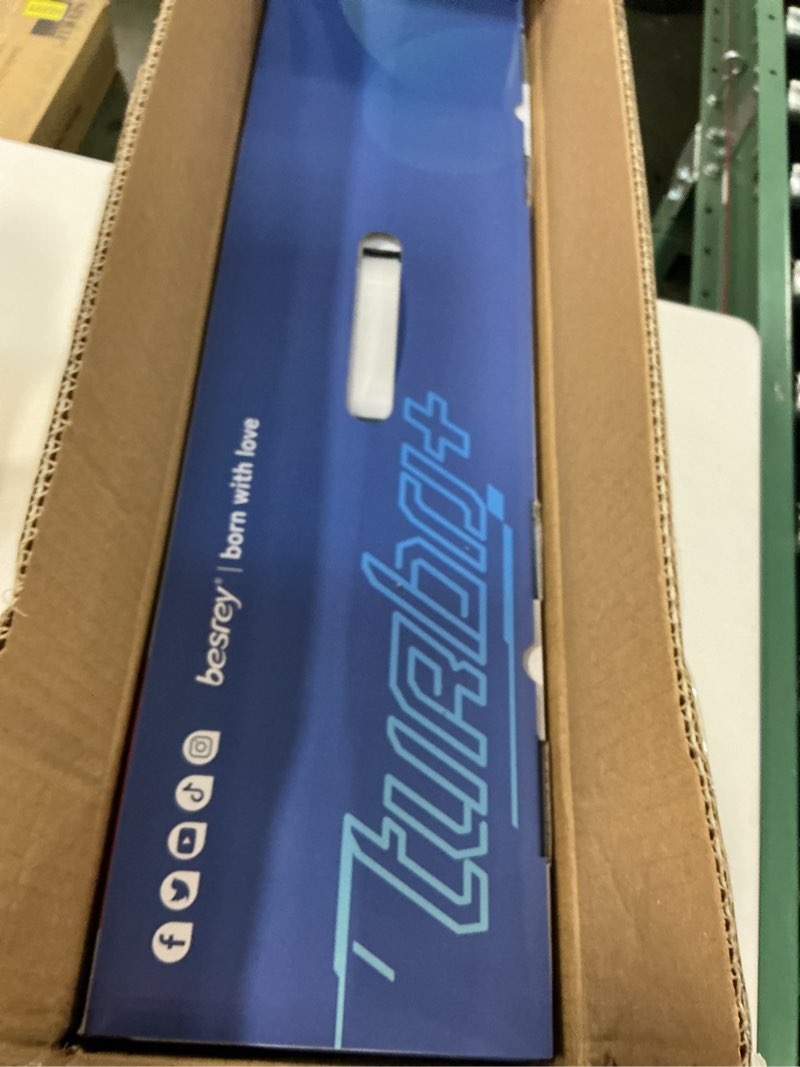 besrey® | born with love
turbo+